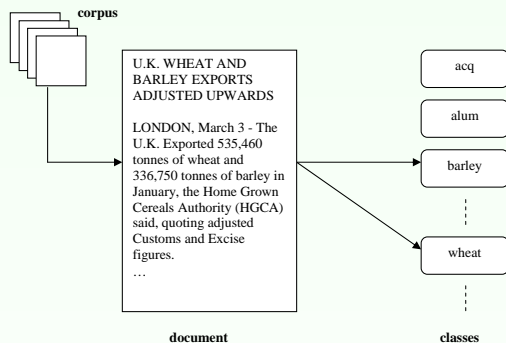 corpus
U.K. WHEAT AND
BARLEY EXPORTS
ADJUSTED UPWARDS
LONDON, March 3 - The
U.K. Exported 535,460
tonnes of wheat and
336,750 tonnes of barley in
January, the Home Grown
Cereals Authority (HGCA)
said, quoting adjusted
Customs and Excise
figures.
…
acq
alum
barley
wheat
document
classes